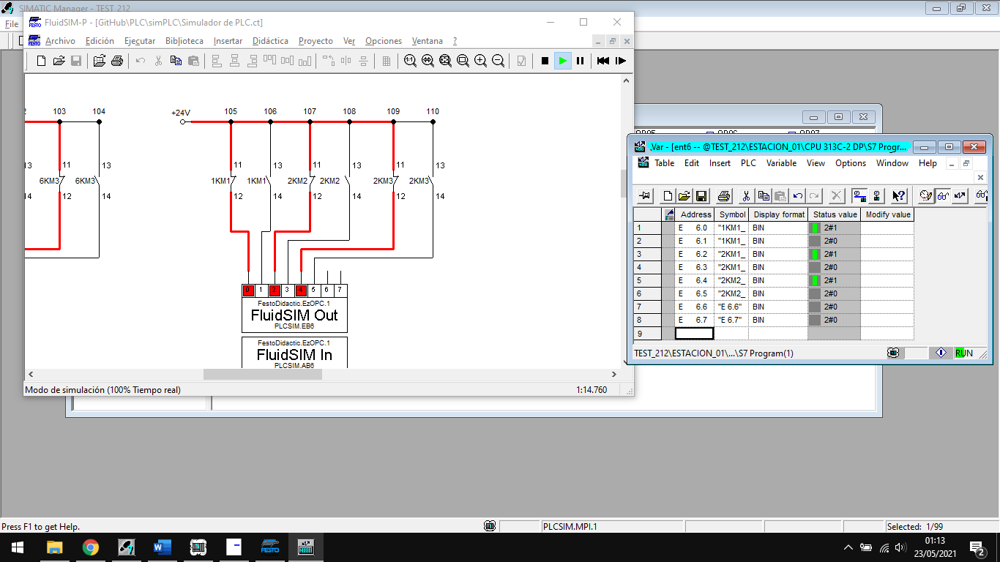 SIMATIC Manager - TEST 212
File
FluidSIM-P - [GitHub\PLC\simPLC\Simulador de PLC.ct]
FESTO
Archivo Edición Ejecutar Biblioteca Insertar Didáctica Proyecto Ver Opciones Ventana ?
103 104 +24V 105 106 107 108 109 110
13 11 13 11 13 11 13 11 13
6KM3 6KM3 1KM1 1KM1 2KM2 2KM2 2KM3 2KM3
14 12 14 12 14 12 14 12 14
0 1 2 3 4 5 6 7
FestoDidactic.EzOPC.1
FluidSIM Out
PLCSIM.EB6
FestoDidactic.EzOPC.1
FluidSIM In
PLCSIM.AB6
Modo de simulación (100% Tiempo real) 1:14.760
Var - [ent6 -- @TEST_212\ESTACION_01\CPU 313C-2 DP\S7 Progr...
Table Edit Insert PLC Variable View Options Window Help
Address Symbol Display format Status value Modify value
1 E 6.0 "1KM1_ BIN 2#1
2 E 6.1 "1KM1_ BIN 2#0
3 E 6.2 "2KM1_ BIN 2#1
4 E 6.3 "2KM1_ BIN 2#0
5 E 6.4 "2KM2_ BIN 2#1
6 E 6.5 "2KM2_ BIN 2#0
7 E 6.6 "E 6.6" BIN 2#0
8 E 6.7 "E 6.7" BIN 2#0
9
TEST_212\ESTACION_01\...\S7 Program(1) RUN
Press F1 to get Help. PLCSIM.MPI.1 Selected: 1/99
FESTO
01:13
23/05/2021
2